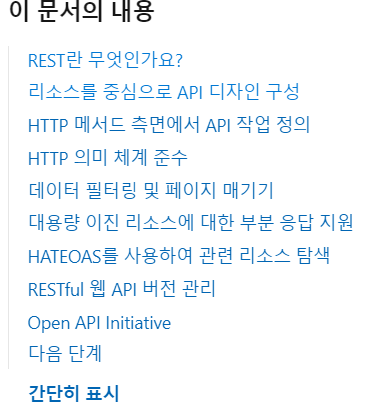 이 문서의 내용
REST란 무엇인가요?
리소스를 중심으로 API 디자인 구성
HTTP 메서드 측면에서 API 작업 정의
HTTP 의미 체계 준수
데이터 필터링 및 페이지 매기기
대용량 이진 리소스에 대한 부분 응답 지원
HATEOAS를 사용하여 관련 리소스 탐색
RESTful 웹 API 버전 관리
Open API Initiative
다음 단계
간단히 표시